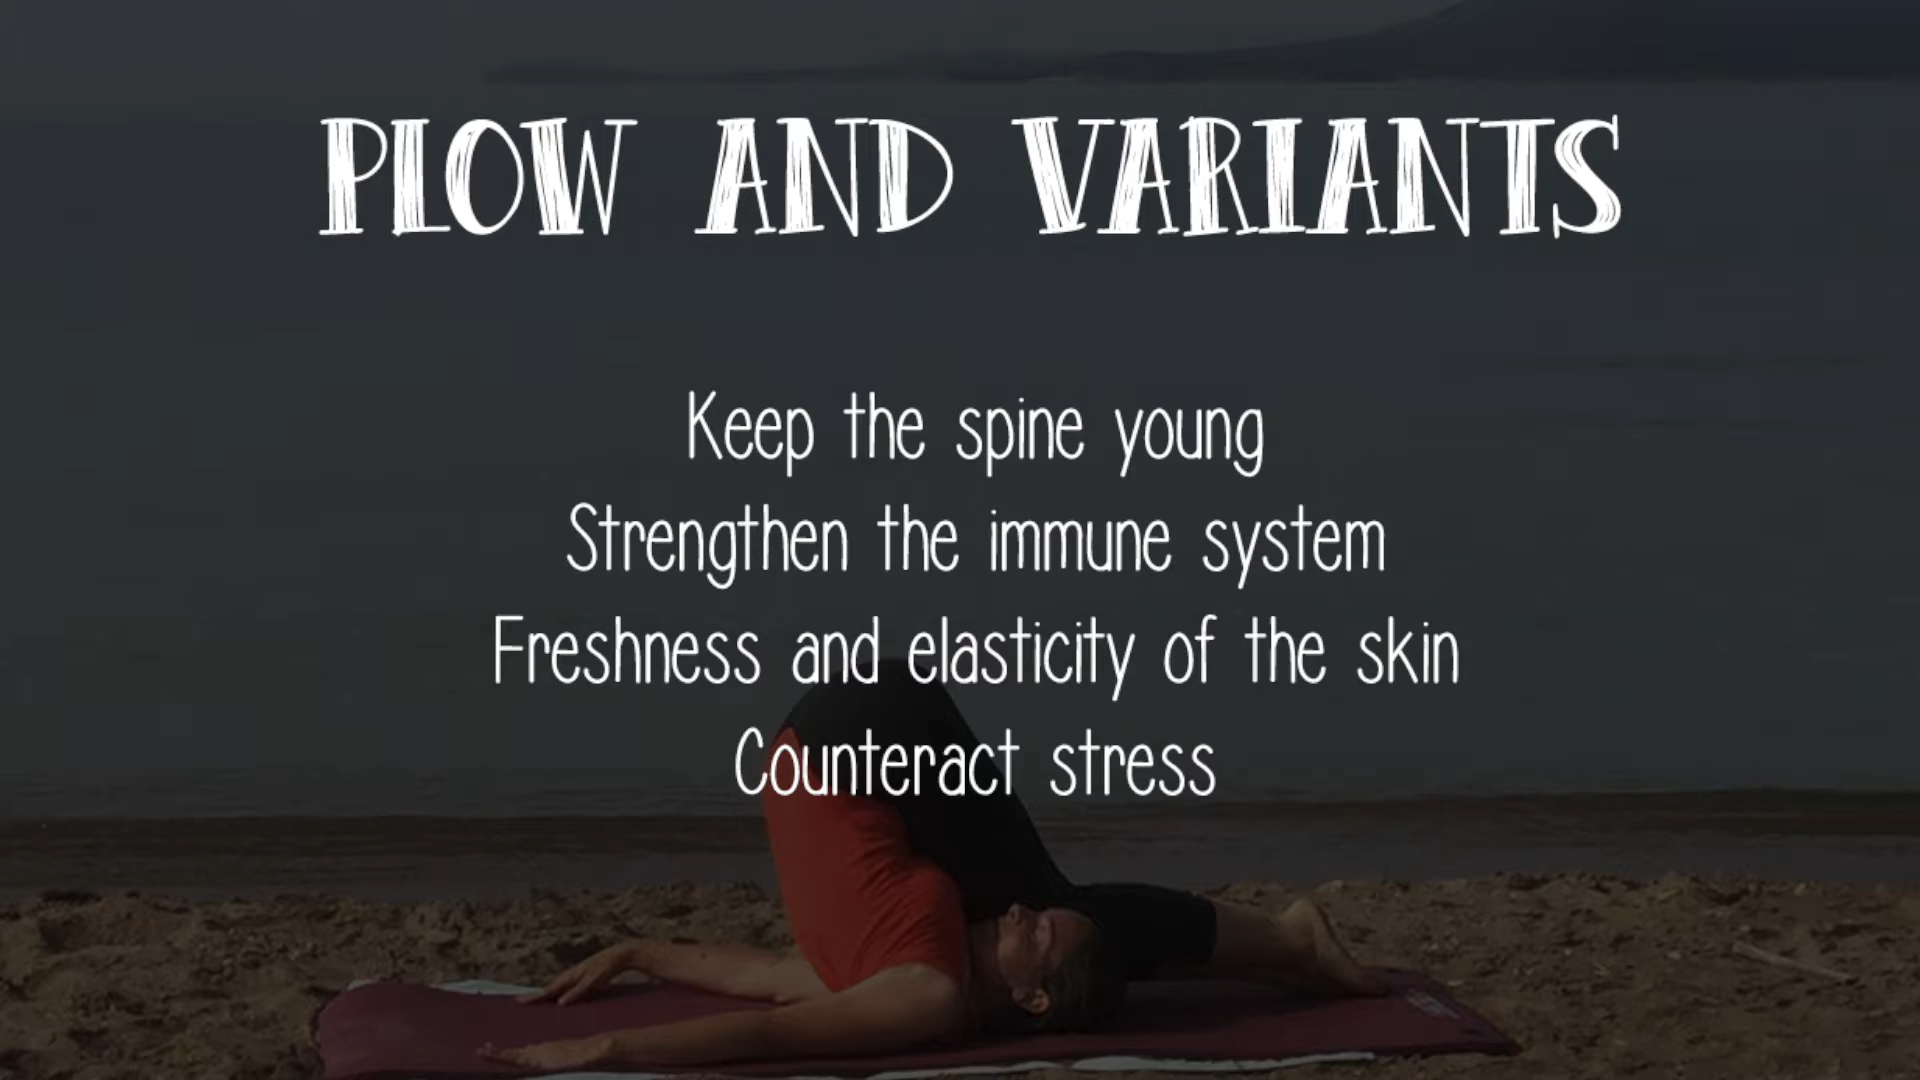 PLOW AND VARIANTS
Keep the spine young
Strengthen the immune system
Freshness and elasticity of the skin
Counteract stress